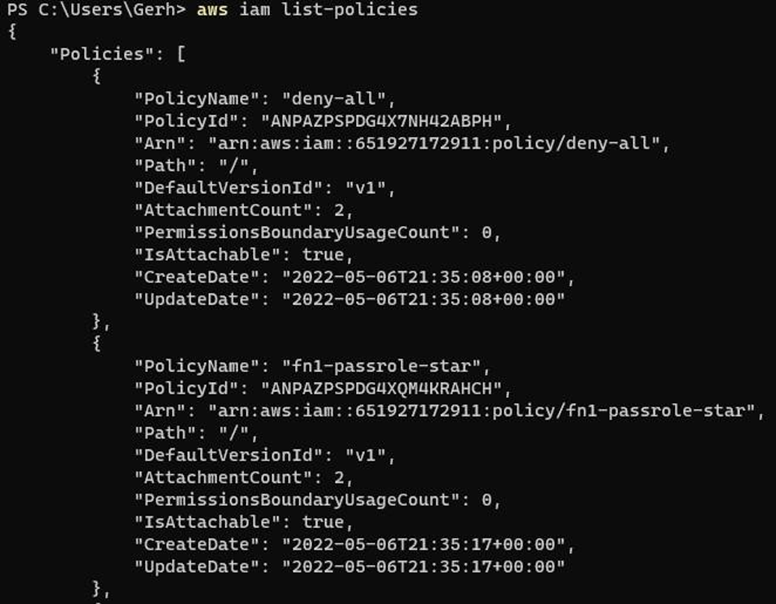 PS C:\Users\Gerh> aws iam list-policies
{
    "Policies": [
        {
            "PolicyName": "deny-all",
            "PolicyId": "ANPAZPSPDG4X7NH42ABPH",
            "Arn": "arn:aws:iam::651927172911:policy/deny-all",
            "Path": "/",
            "DefaultVersionId": "v1",
            "AttachmentCount": 2,
            "PermissionsBoundaryUsageCount": 0,
            "IsAttachable": true,
            "CreateDate": "2022-05-06T21:35:08+00:00",
            "UpdateDate": "2022-05-06T21:35:08+00:00"
        },
        {
            "PolicyName": "fn1-passrole-star",
            "PolicyId": "ANPAZPSPDG4XQM4KRAHCH",
            "Arn": "arn:aws:iam::651927172911:policy/fn1-passrole-star",
            "Path": "/",
            "DefaultVersionId": "v1",
            "AttachmentCount": 2,
            "PermissionsBoundaryUsageCount": 0,
            "IsAttachable": true,
            "CreateDate": "2022-05-06T21:35:17+00:00",
            "UpdateDate": "2022-05-06T21:35:17+00:00"
        },